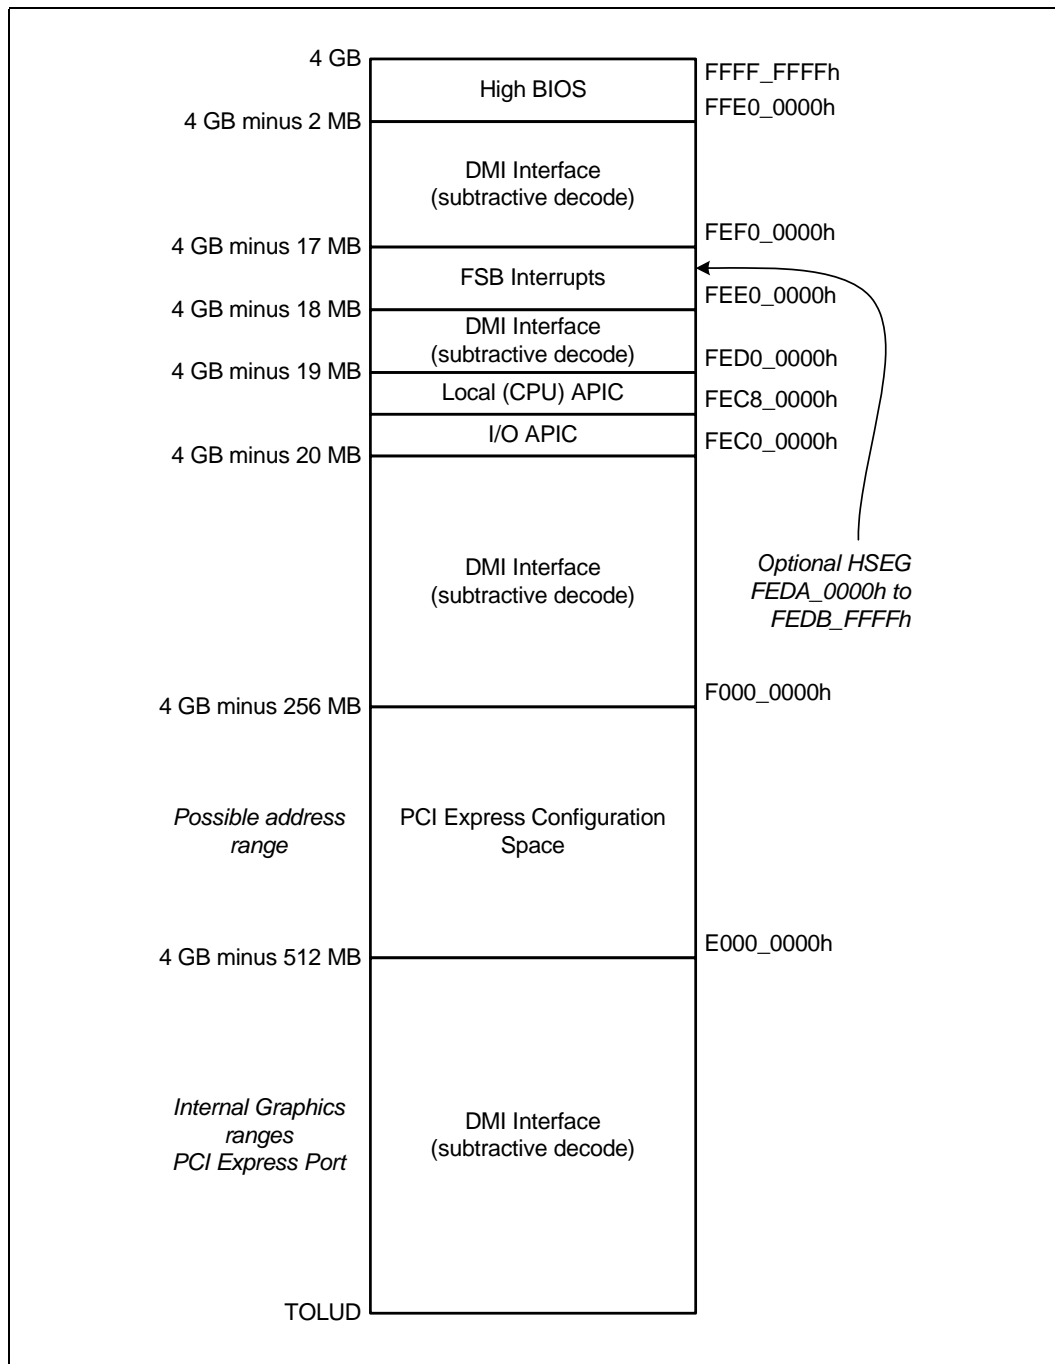 4 GB
FFFF_FFFFh
High BIOS
FFE0_0000h
4 GB minus 2 MB
DMI Interface
(subtractive decode)
FEF0_0000h
4 GB minus 17 MB
FSB Interrupts
FEE0_0000h
4 GB minus 18 MB
DMI Interface
(subtractive decode)
FED0_0000h
4 GB minus 19 MB
Local (CPU) APIC
FEC8_0000h
I/O APIC
FEC0_0000h
4 GB minus 20 MB
DMI Interface
(subtractive decode)
Optional HSEG
FEDA_0000h to
FEDB_FFFFh
F000_0000h
4 GB minus 256 MB
Possible address
range
PCI Express Configuration
Space
E000_0000h
4 GB minus 512 MB
Internal Graphics
ranges
PCI Express Port
DMI Interface
(subtractive decode)
TOLUD